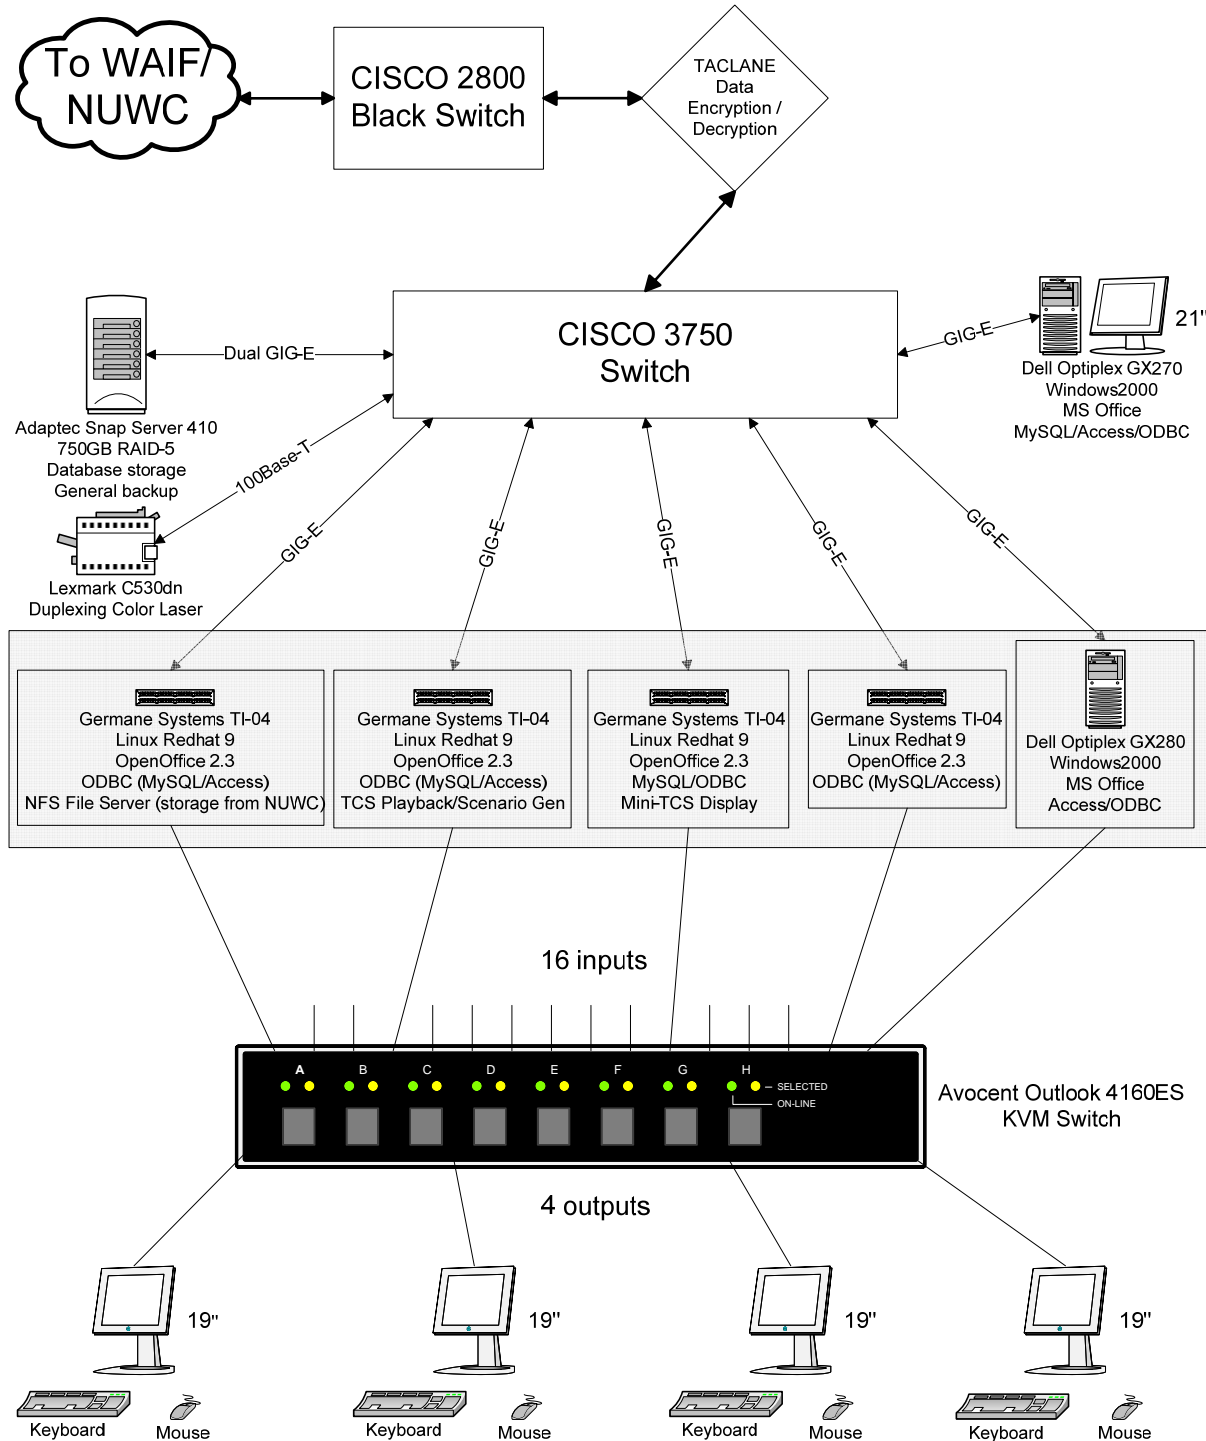 To WAIF/
NUWC
CISCO 2800
Black Switch
TACLANE
Data
Encryption /
Decryption
CISCO 3750
Switch
Dual GIG-E
GIG-E
21"
Dell Optiplex GX270
Windows2000
MS Office
MySQL/Access/ODBC
Adaptec Snap Server 410
750GB RAID-5
Database storage
General backup
100Base-T
Lexmark C530dn
Duplexing Color Laser
GIG-E
GIG-E
GIG-E
GIG-E
GIG-E
Germane Systems TI-04
Linux Redhat 9
OpenOffice 2.3
ODBC (MySQL/Access)
NFS File Server (storage from NUWC)
Germane Systems TI-04
Linux Redhat 9
OpenOffice 2.3
ODBC (MySQL/Access)
TCS Playback/Scenario Gen
Germane Systems TI-04
Linux Redhat 9
OpenOffice 2.3
MySQL/ODBC
Mini-TCS Display
Germane Systems TI-04
Linux Redhat 9
OpenOffice 2.3
ODBC (MySQL/Access)
Dell Optiplex GX280
Windows2000
MS Office
Access/ODBC
16 inputs
A B C D E F G H
SELECTED
ON-LINE
Avocent Outlook 4160ES
KVM Switch
4 outputs
19"
19"
19"
19"
Keyboard
Mouse
Keyboard
Mouse
Keyboard
Mouse
Keyboard
Mouse